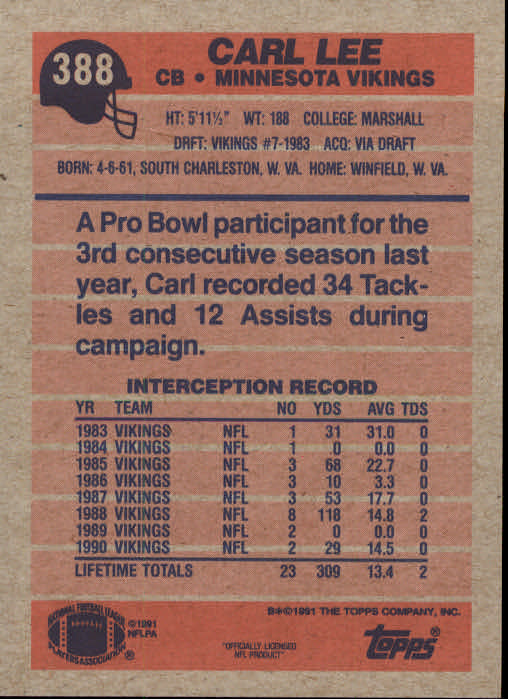 388
CARL LEE
CB • MINNESOTA VIKINGS
HT: 5'11½" WT: 188 COLLEGE: MARSHALL
DRFT: VIKINGS #7-1983 ACQ: VIA DRAFT
BORN: 4-6-61, SOUTH CHARLESTON, W. VA. HOME: WINFIELD, W. VA.
A Pro Bowl participant for the
3rd consecutive season last
year, Carl recorded 34 Tack-
les and 12 Assists during
campaign.
INTERCEPTION RECORD
YR TEAM NO YDS AVG TDS
1983 VIKINGS NFL 1 31 31.0 0
1984 VIKINGS NFL 1 0 0.0 0
1985 VIKINGS NFL 3 68 22.7 0
1986 VIKINGS NFL 3 10 3.3 0
1987 VIKINGS NFL 3 53 17.7 0
1988 VIKINGS NFL 8 118 14.8 2
1989 VIKINGS NFL 2 0 0.0 0
1990 VIKINGS NFL 2 29 14.5 0
LIFETIME TOTALS 23 309 13.4 2
B*©1991 THE TOPPS COMPANY, INC.
NATIONAL FOOTBALL LEAGUE
PLAYERS ASSOCIATION ®
©1991
NFLPA
"OFFICIALLY LICENSED
NFL PRODUCT"
topps®